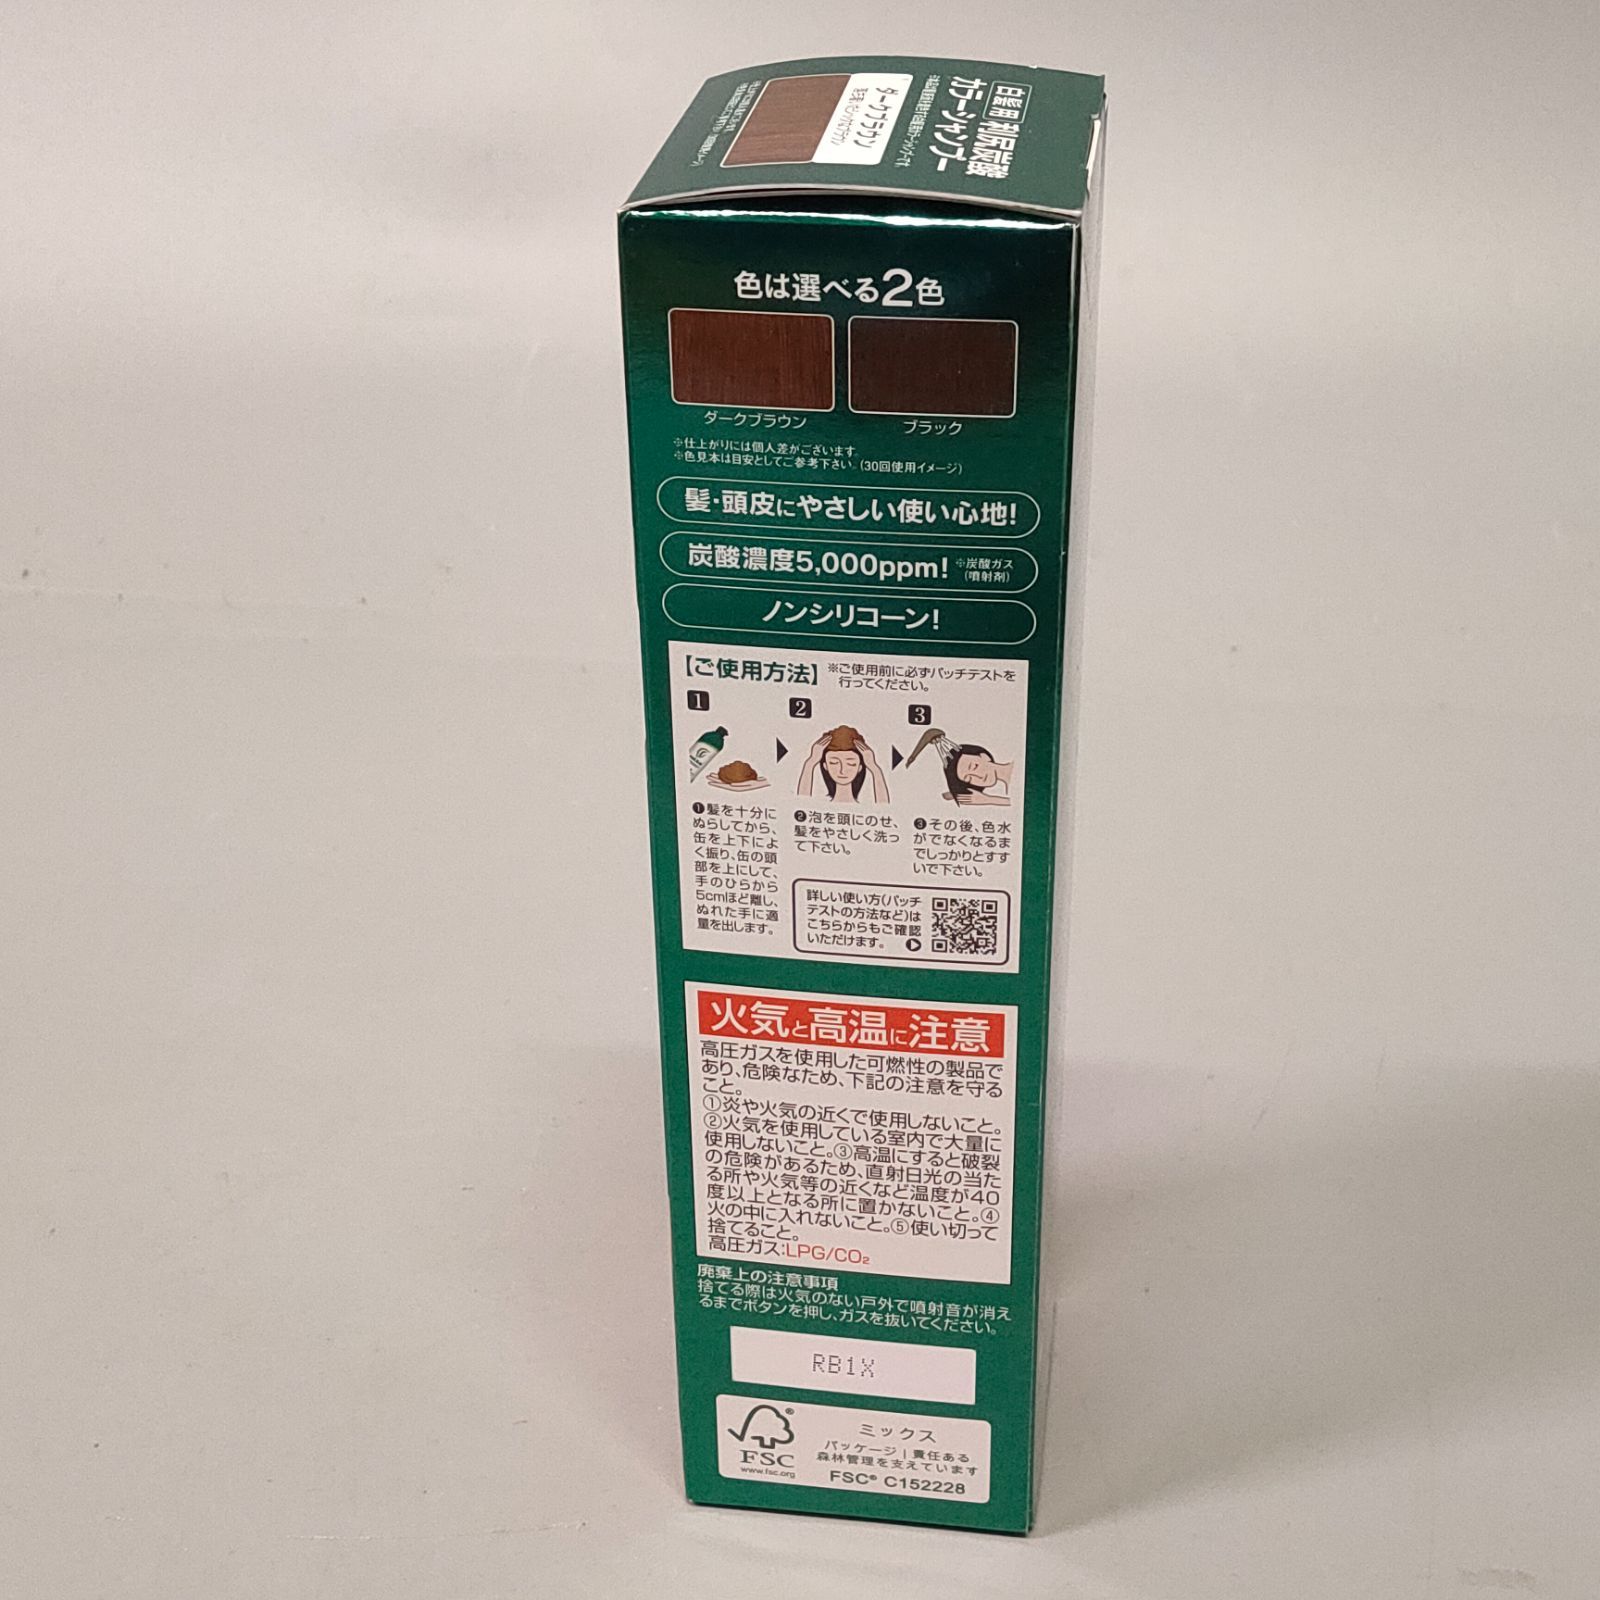 白髪用 利尻炭酸
カラーシャンプー
ダークブラウン
色は選べる2色
ダークブラウン
ブラック
※仕上がりには個人差がございます。
※色見本は目安としてご参考下さい。(30回使用イメージ)
髪・頭皮にやさしい使い心地!
炭酸濃度5,000ppm! ※炭酸ガス
(噴射剤)
ノンシリコーン!
【ご使用方法】 ※ご使用前に必ずパッチテストを
行ってください。
1
2
3
❶髪を十分に
ぬらしてから、
缶を上下によ
く振り、缶の頭
部を上にして、
手のひらから
5cmほど離し、
ぬれた手に適
量を出します。
❷泡を頭にのせ、
髪をやさしく洗っ
て下さい。
❸その後、色水
がでなくなるま
でしっかりとすす
いで下さい。
詳しい使い方(パッチ
テストの方法など)は
こちらからもご確認
いただけます。
火気と高温に注意
高圧ガスを使用した可燃性の製品で
あり、危険なため、下記の注意を守る
こと。
①炎や火気の近くで使用しないこと。
②火気を使用している室内で大量に
使用しないこと。③高温にすると破裂
の危険があるため、直射日光の当た
る所や火気等の近くなど温度が40
度以上となる所に置かないこと。④
火の中に入れないこと。⑤使い切って
捨てること。
高圧ガス:LPG/CO₂
廃棄上の注意事項
捨てる際は火気のない戸外で噴射音が消え
るまでボタンを押し、ガスを抜いてください。
RB1X
FSC
www.fsc.org
ミックス
パッケージ|責任ある
森林管理を支えています
FSC® C152228